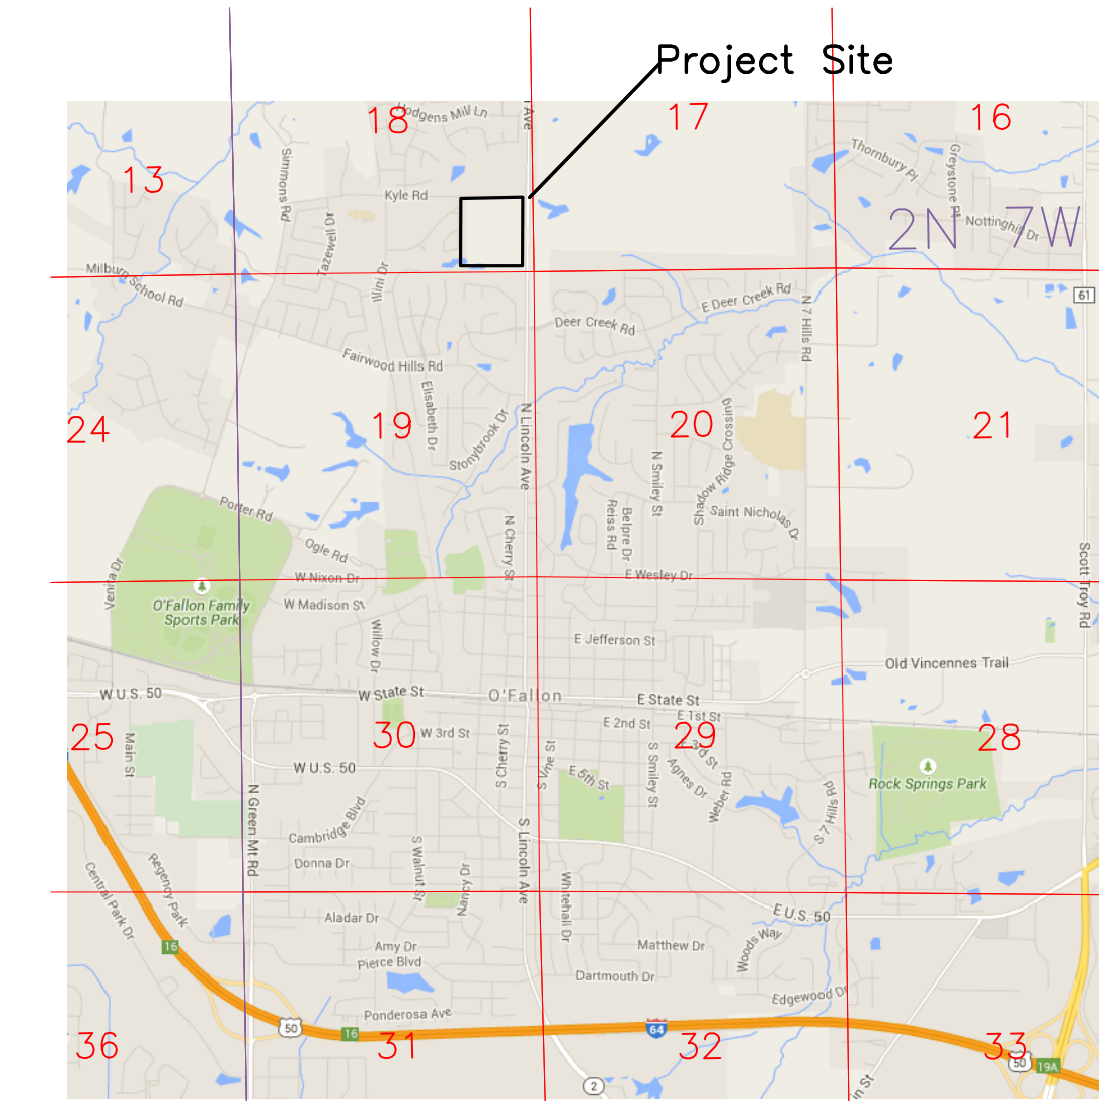 Project Site
18
17
16
Hodgens Mill Ln
Ave
13
Simmons Rd
Thornbury Pl
Greystone Pl
Kyle Rd
Tazewell Dr
2N 7W
Nottinghill Dr
Milburn School Rd
Illini Dr
E Deer Creek Rd
61
Deer Creek Rd
N 7 Hills Rd
Fairwood Hills Rd
Elisabeth Dr
24
19
20
21
N Lincoln Ave
Stonybrook Dr
Shadow Ridge Crossing
N Smiley St
Porter Rd
Saint Nicholas Dr
Reiss Rd
Belpre Dr
N Cherry St
Ogle Rd
Scott Troy Rd
Venita Dr
W Nixon Dr
E Wesley Dr
O'Fallon Family
Sports Park
W Madison St
Willow Dr
E Jefferson St
Old Vincennes Trail
W U.S. 50
W State St
O'Fallon
E State St
E 1st St
E 2nd St
25
30
W 3rd St
29
3rd St
28
Main St
S Cherry St
S Vine St
S Smiley St
Agnes Dr
W U.S. 50
E 5th St
Weber Rd
Rock Springs Park
N Green Mt Rd
S 7 Hills Rd
Cambridge Blvd
S Lincoln Ave
Donna Dr
S Walnut St
Nancy Dr
Regency Park
Central Park Dr
Whitehall Dr
E U.S. 50
Aladar Dr
16
Amy Dr
Pierce Blvd
Matthew Dr
Woods Way
Dartmouth Dr
Edgewood Dr
Ponderosa Ave
50
16
64
36
31
32
33
50
19A
2
in St